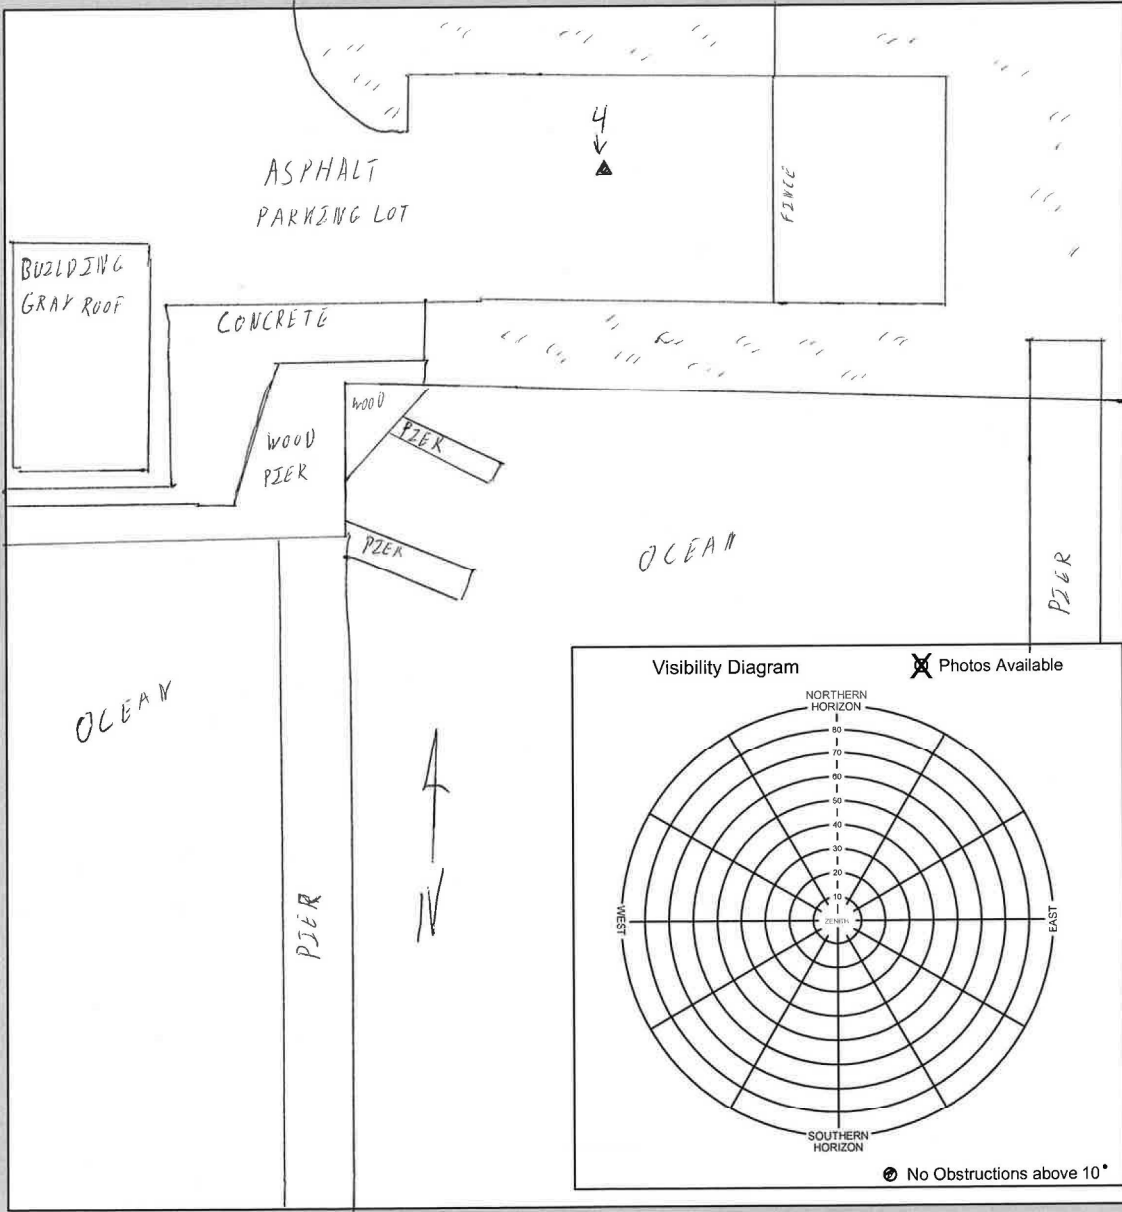 4
ASPHALT
PARKING LOT
FINCE
BUILDING
GRAY ROOF
CONCRETE
WOOD
PIER
WOOD
PIER
PIER
OCEAN
PIER
OCEAN
PIER
N
Visibility Diagram
Photos Available
NORTHERN
HORIZON
80
70
60
50
40
30
20
10
ZENITH
WEST
EAST
SOUTHERN
HORIZON
No Obstructions above 10°